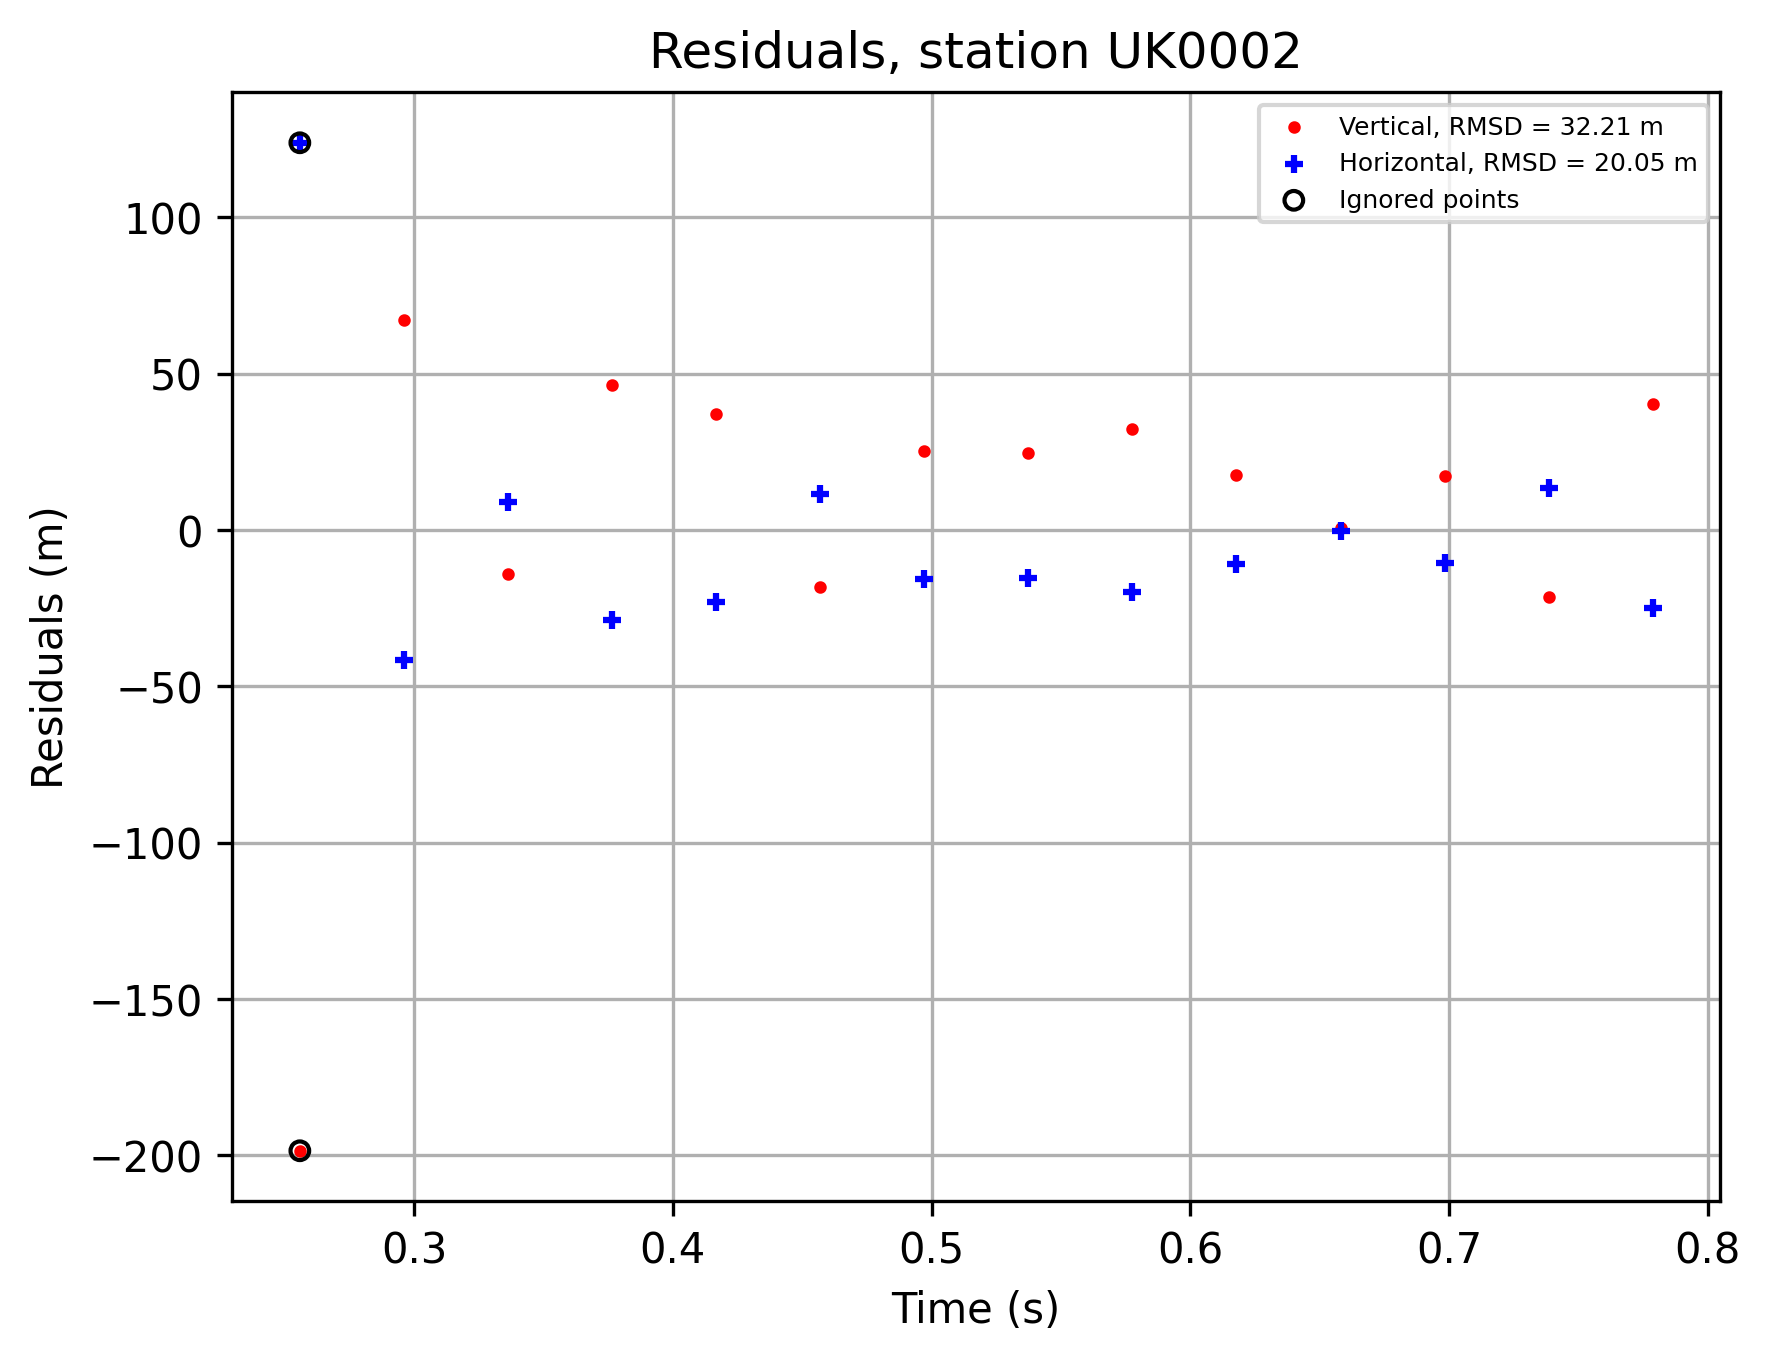 Residuals, station UK0002
Vertical, RMSD = 32.21 m
Horizontal, RMSD = 20.05 m
Ignored points
100
50
0
−50
−100
−150
−200
Residuals (m)
0.3 0.4 0.5 0.6 0.7 0.8
Time (s)